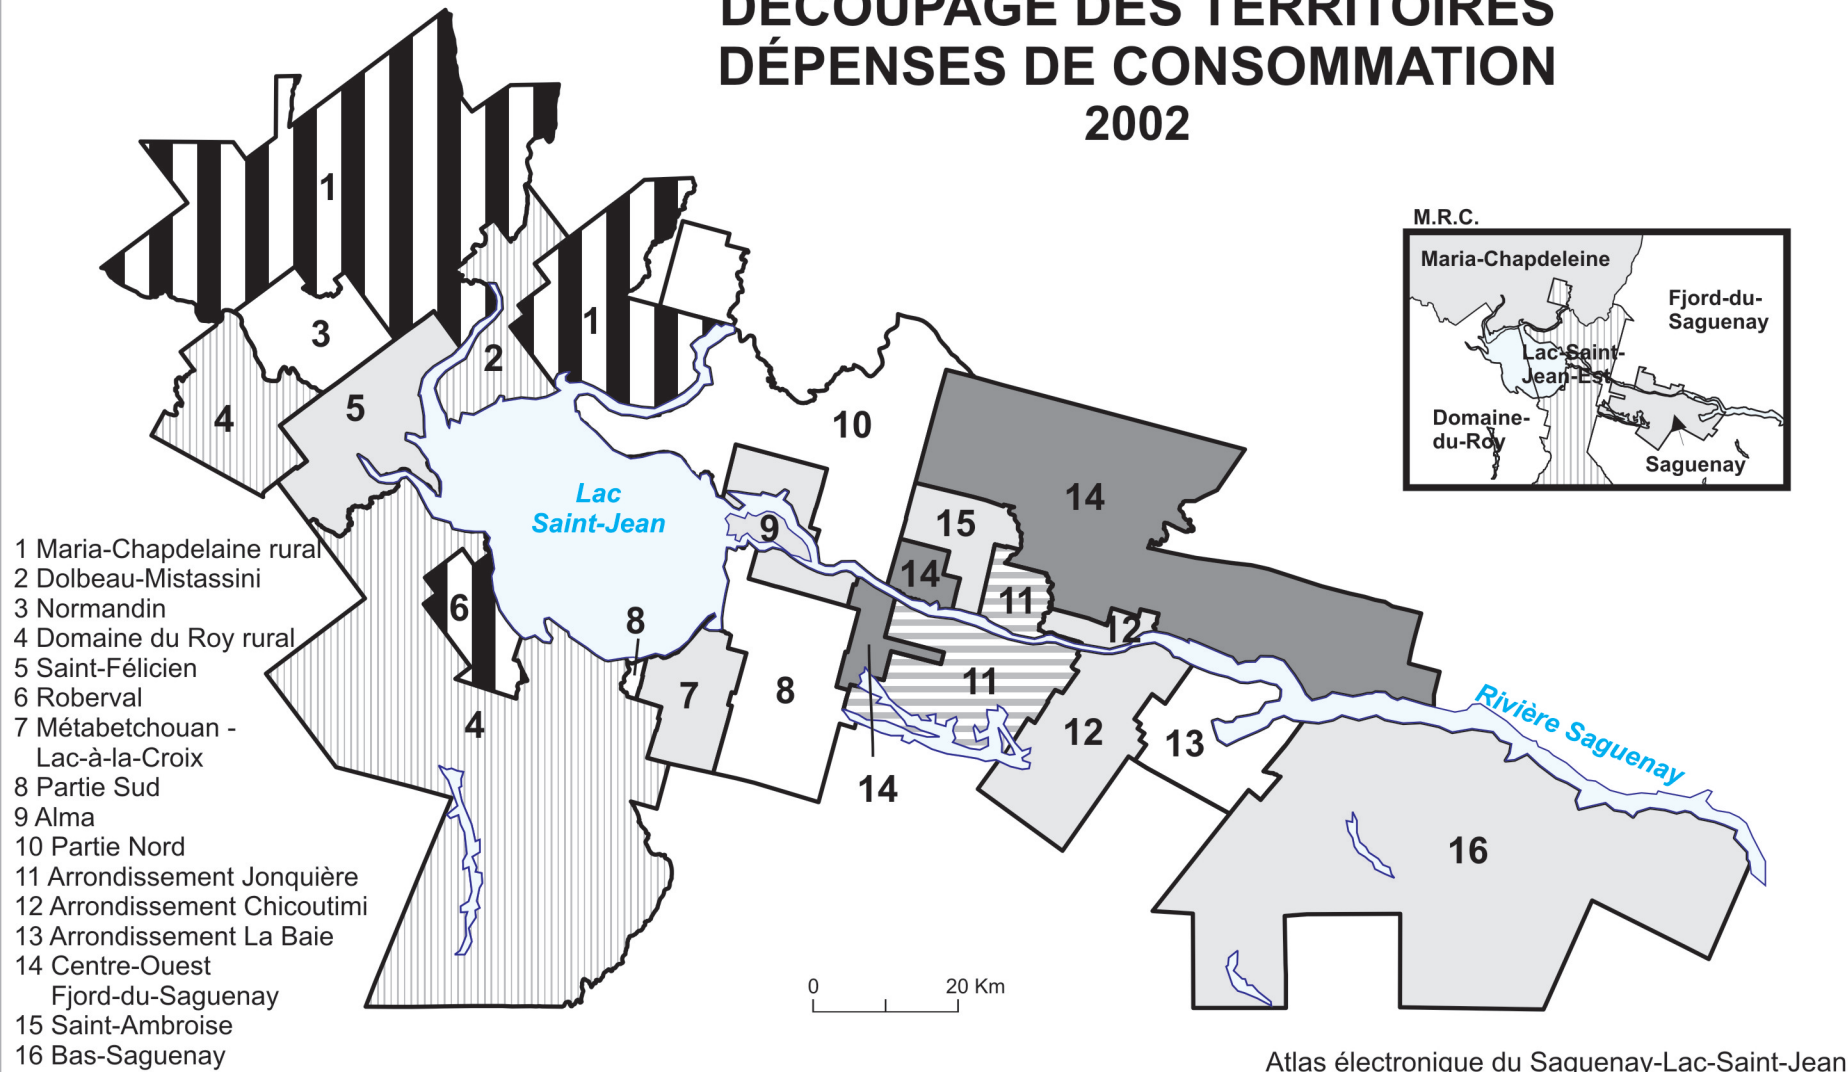 DÉCOUPAGE DES TERRITOIRES
DÉPENSES DE CONSOMMATION
2002
M.R.C.
Maria-Chapdeleine
Fjord-du-
Saguenay
Lac-Saint-
Jean-Est
Domaine-
du-Roy
Saguenay
1
1
2
3
4
5
10
14
15
9
14
11
12
6
8
11
7
8
4
12
13
14
16
Lac
Saint-Jean
Rivière Saguenay
1 Maria-Chapdelaine rural
2 Dolbeau-Mistassini
3 Normandin
4 Domaine du Roy rural
5 Saint-Félicien
6 Roberval
7 Métabetchouan -
Lac-à-la-Croix
8 Partie Sud
9 Alma
10 Partie Nord
11 Arrondissement Jonquière
12 Arrondissement Chicoutimi
13 Arrondissement La Baie
14 Centre-Ouest
Fjord-du-Saguenay
15 Saint-Ambroise
16 Bas-Saguenay
0 20 Km
Atlas électronique du Saguenay-Lac-Saint-Jean